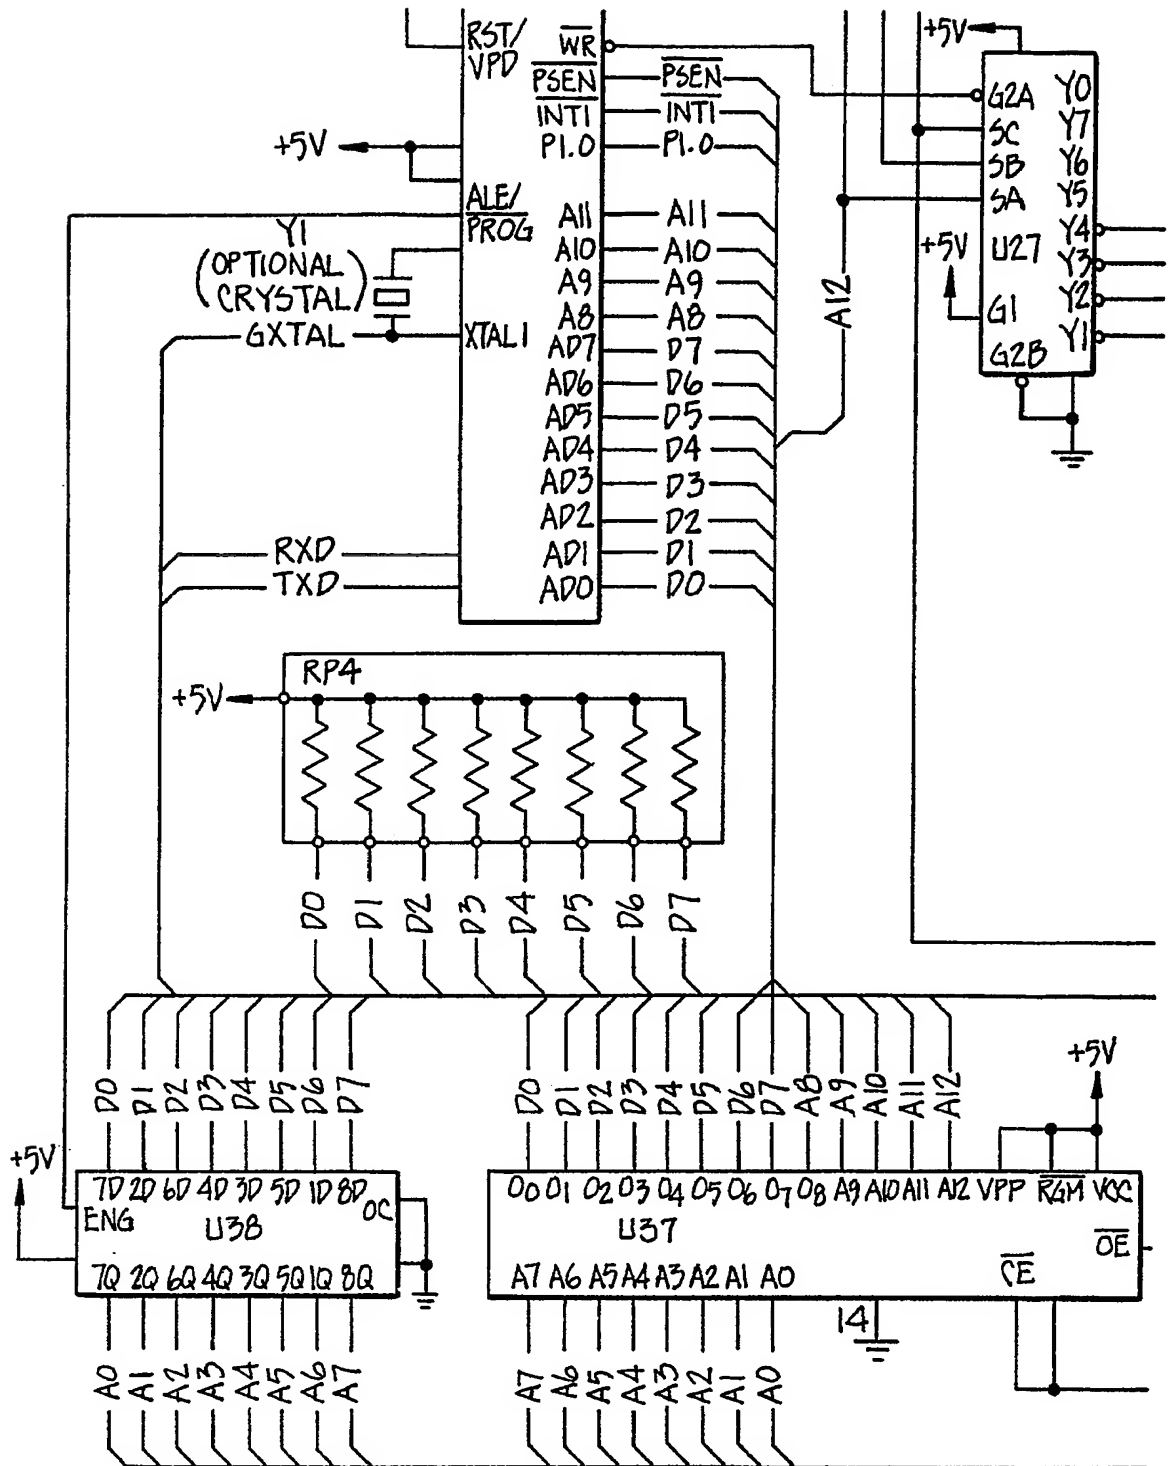 RST/
VPD
WR
PSEN PSEN
INT1 INT1
P1.0 P1.0
+5V
ALE/
PROG
A11 A11
A10 A10
A9 A9
A8 A8
AD7 D7
AD6 D6
AD5 D5
AD4 D4
AD3 D3
AD2 D2
AD1 D1
AD0 D0
Y1
(OPTIONAL
CRYSTAL)
GXTAL
XTAL1
RXD
TXD
A12
+5V
G2A Y0
SC Y7
SB Y6
SA Y5
Y4
+5V
U27
Y3
Y2
G1
Y1
G2B
RP4
+5V
D0 D1 D2 D3 D4 D5 D6 D7
D0 D1 D2 D3 D4 D5 D6 D7
D0 D1 D2 D3 D4 D5 D6 D7 A8 A9 A10 A11 A12
+5V
+5V
7D 2D 6D 4D 3D 5D 1D 8D
ENG
U38
OC
7Q 2Q 6Q 4Q 3Q 5Q 1Q 8Q
O0 O1 O2 O3 O4 O5 O6 O7 O8 A9 A10 A11 A12 VPP RGM VCC
U37
OE
CE
A7 A6 A5 A4 A3 A2 A1 A0
14
A0 A1 A2 A3 A4 A5 A6 A7
A7 A6 A5 A4 A3 A2 A1 A0